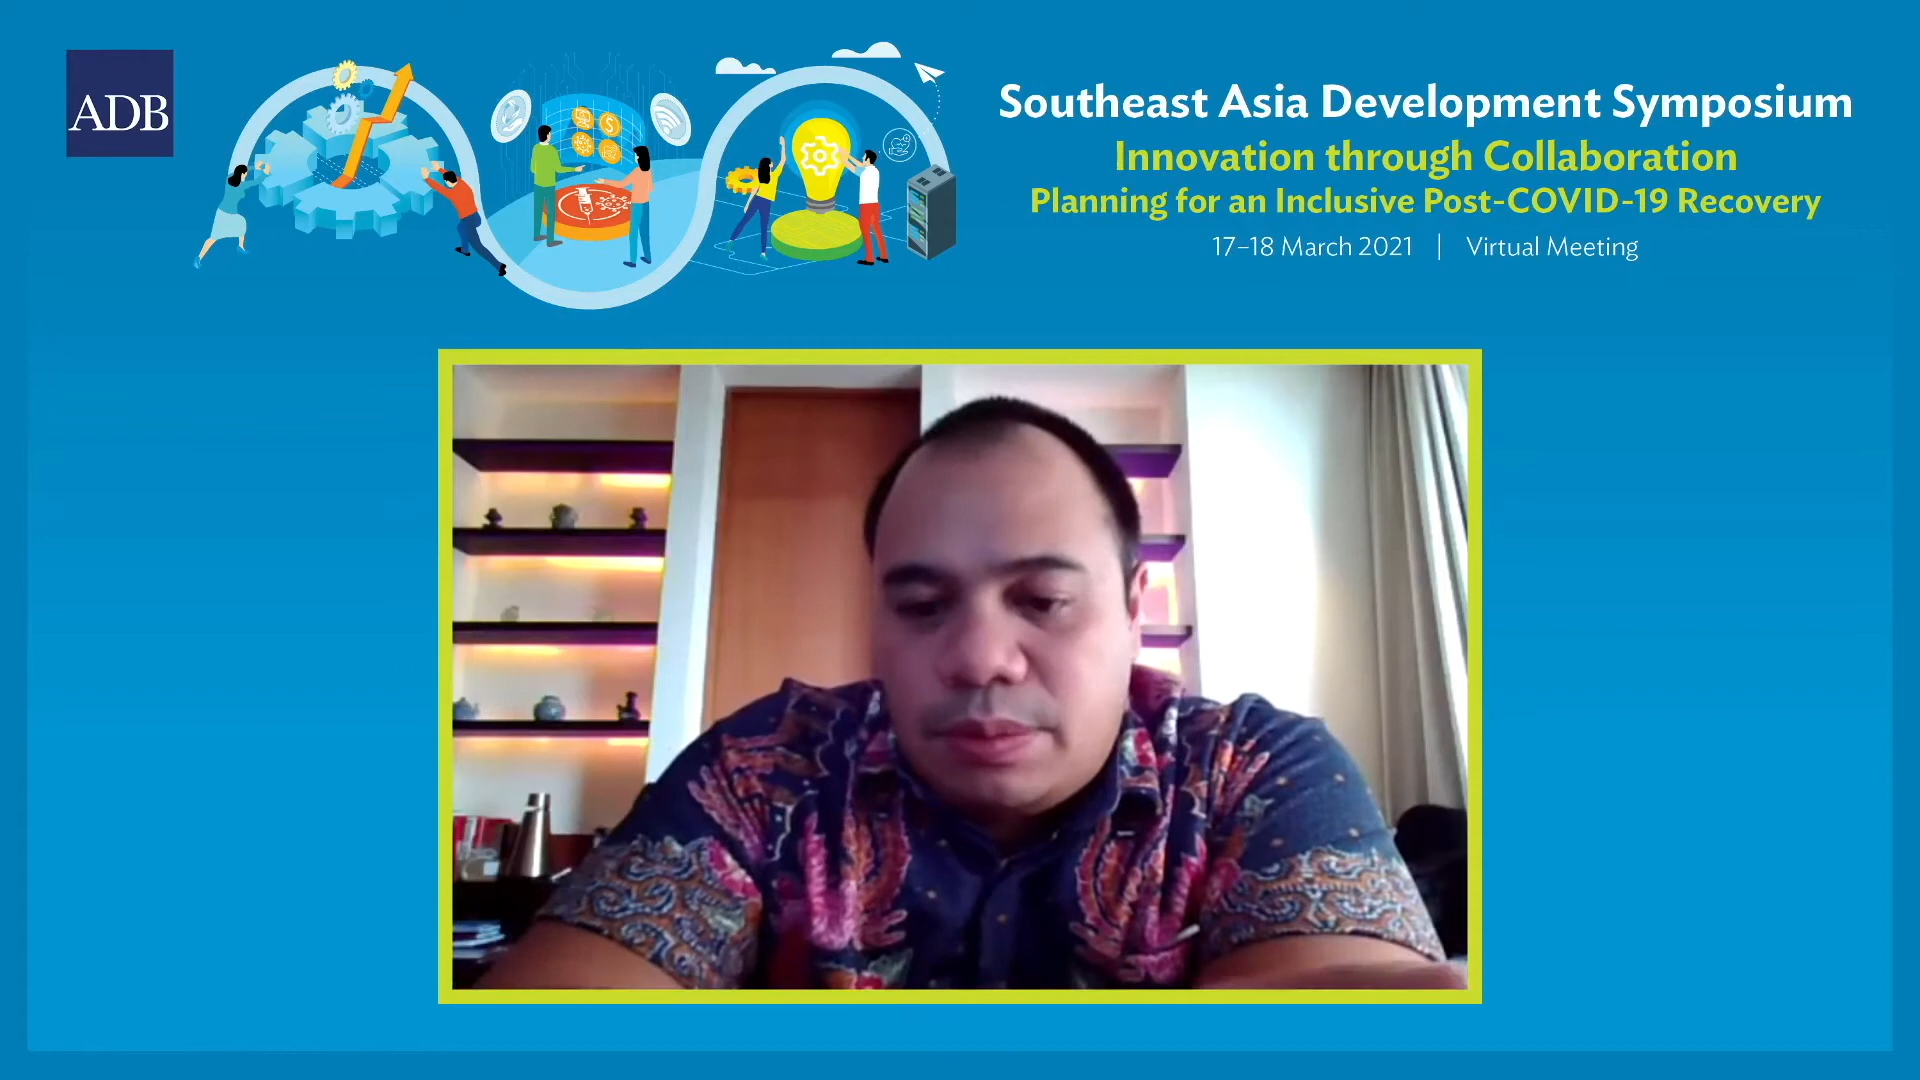 ADB
Southeast Asia Development Symposium
Innovation through Collaboration
Planning for an Inclusive Post-COVID-19 Recovery
17–18 March 2021 | Virtual Meeting